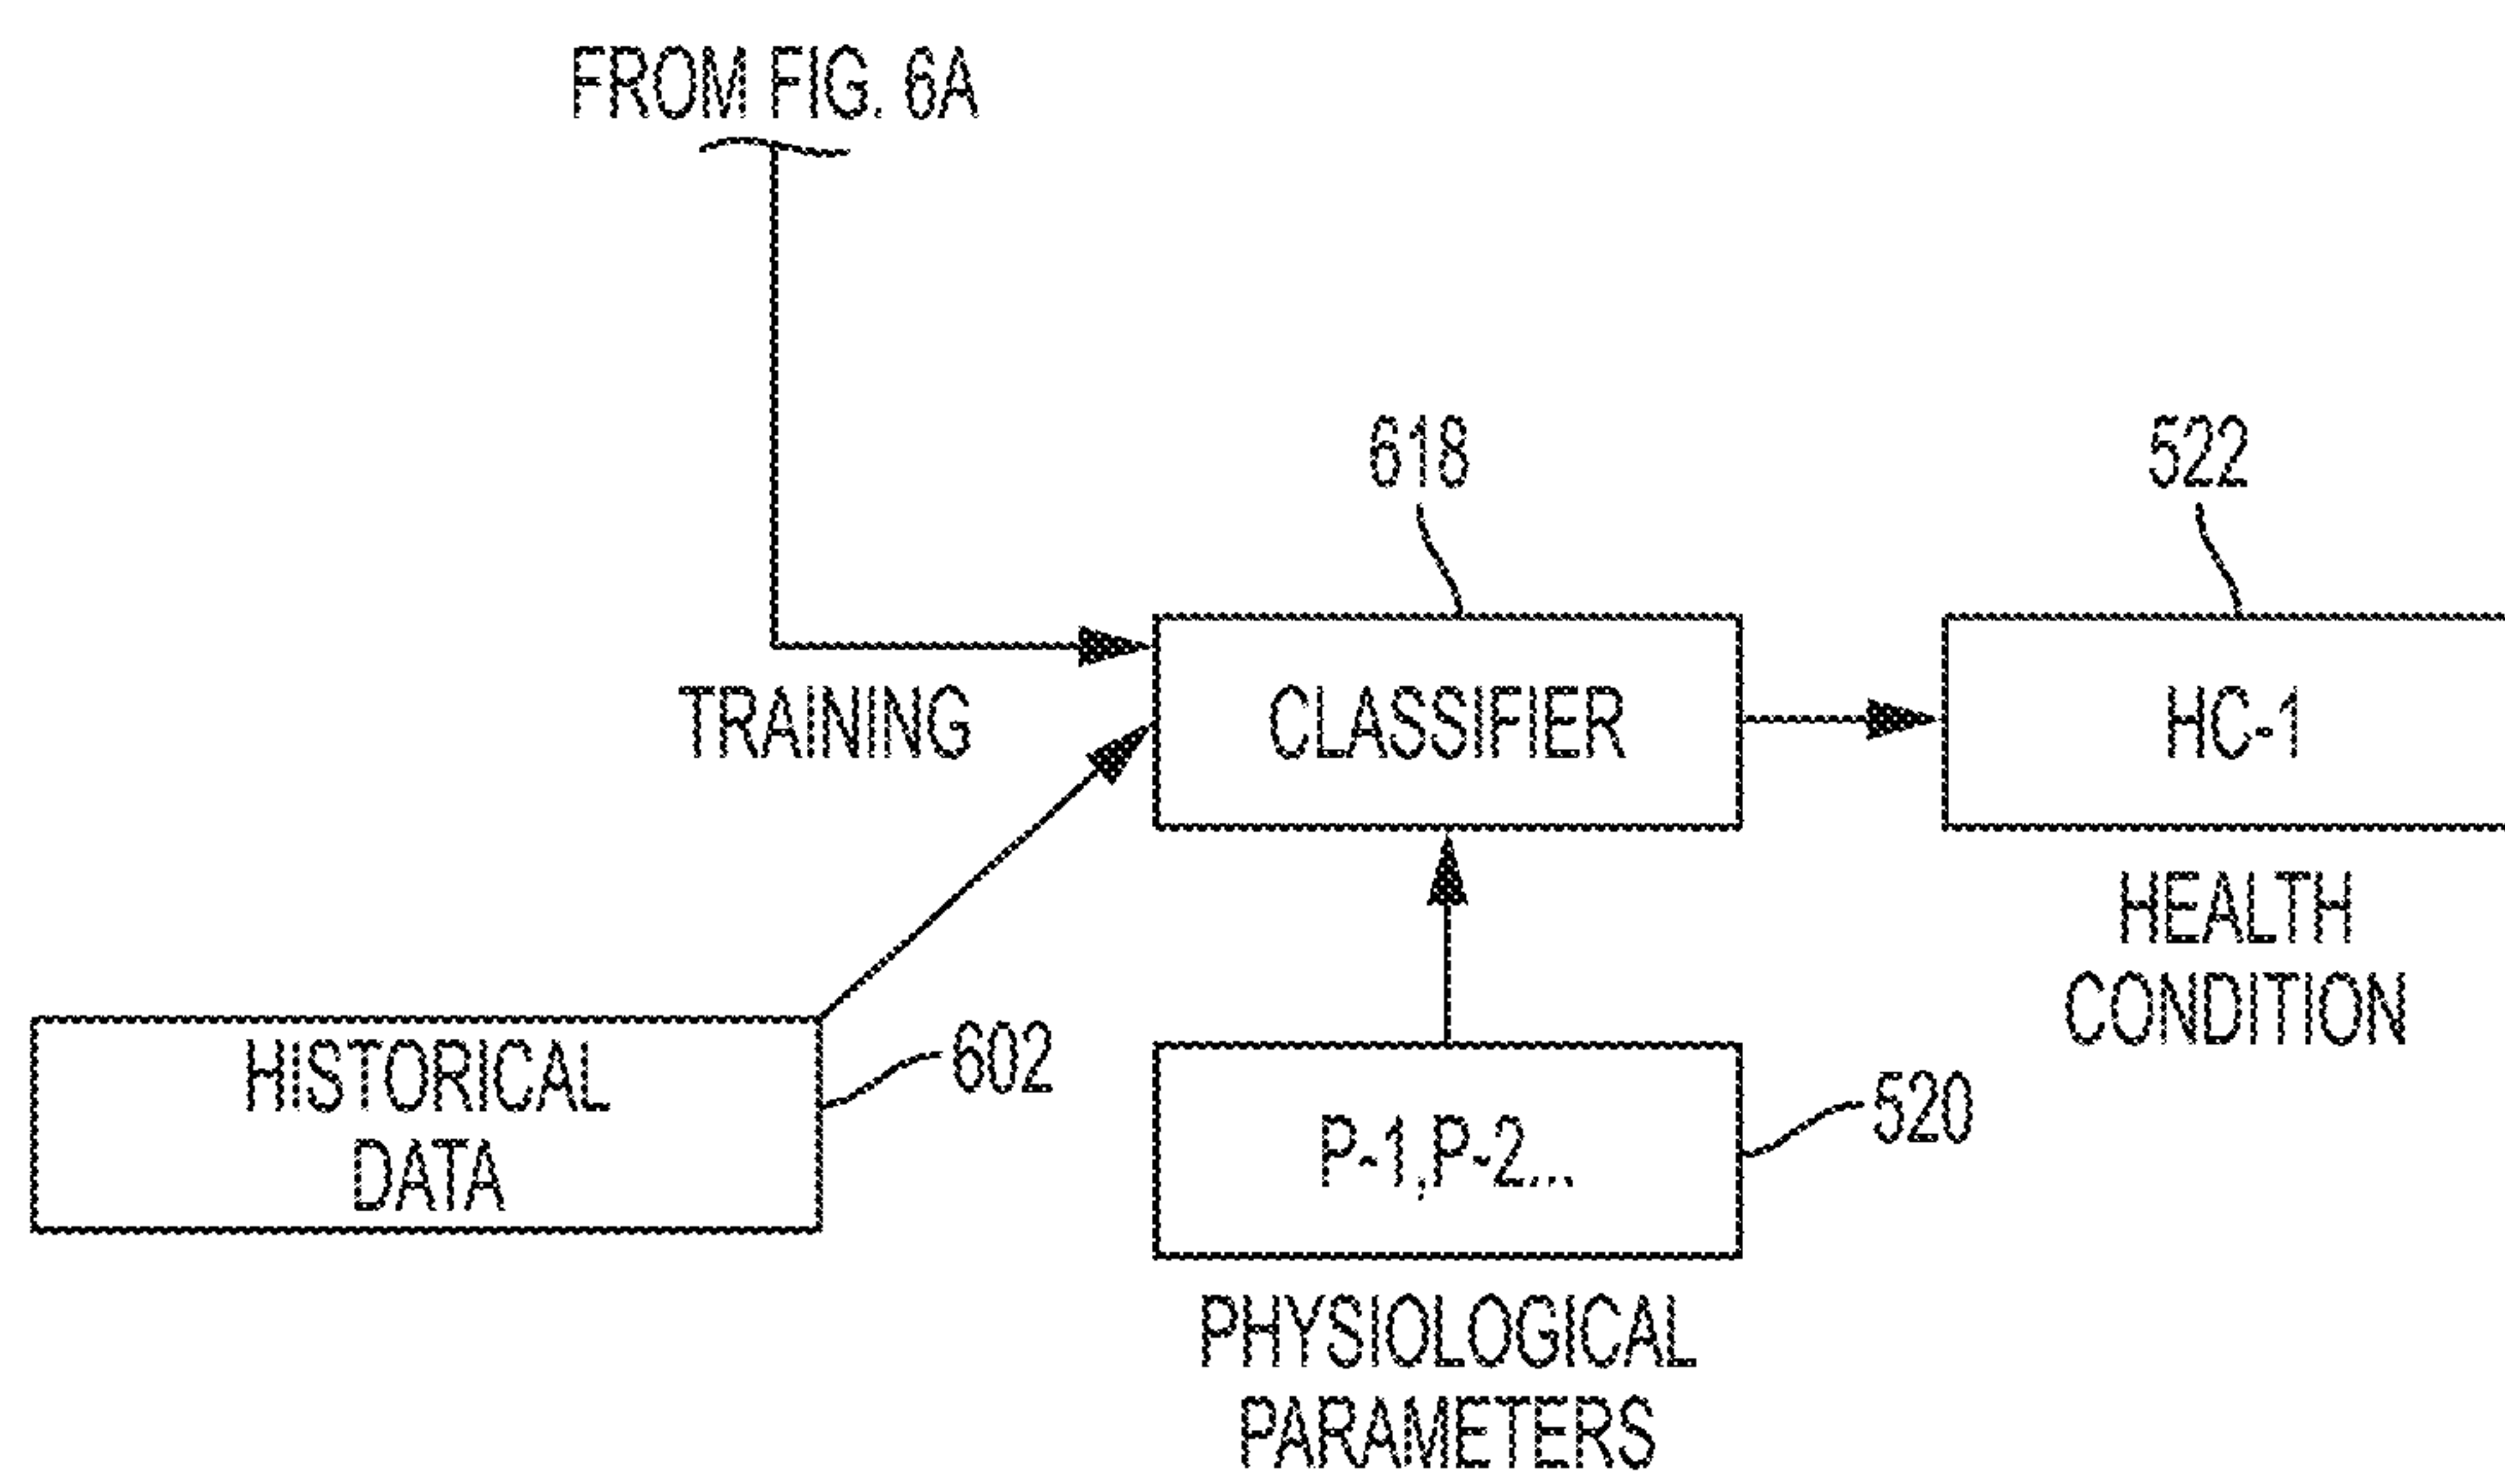 FROM FIG. 6A
618
522
TRAINING
CLASSIFIER
HC-1
HEALTH
CONDITION
HISTORICAL
DATA
602
P-1,P-2...
520
PHYSIOLOGICAL
PARAMETERS